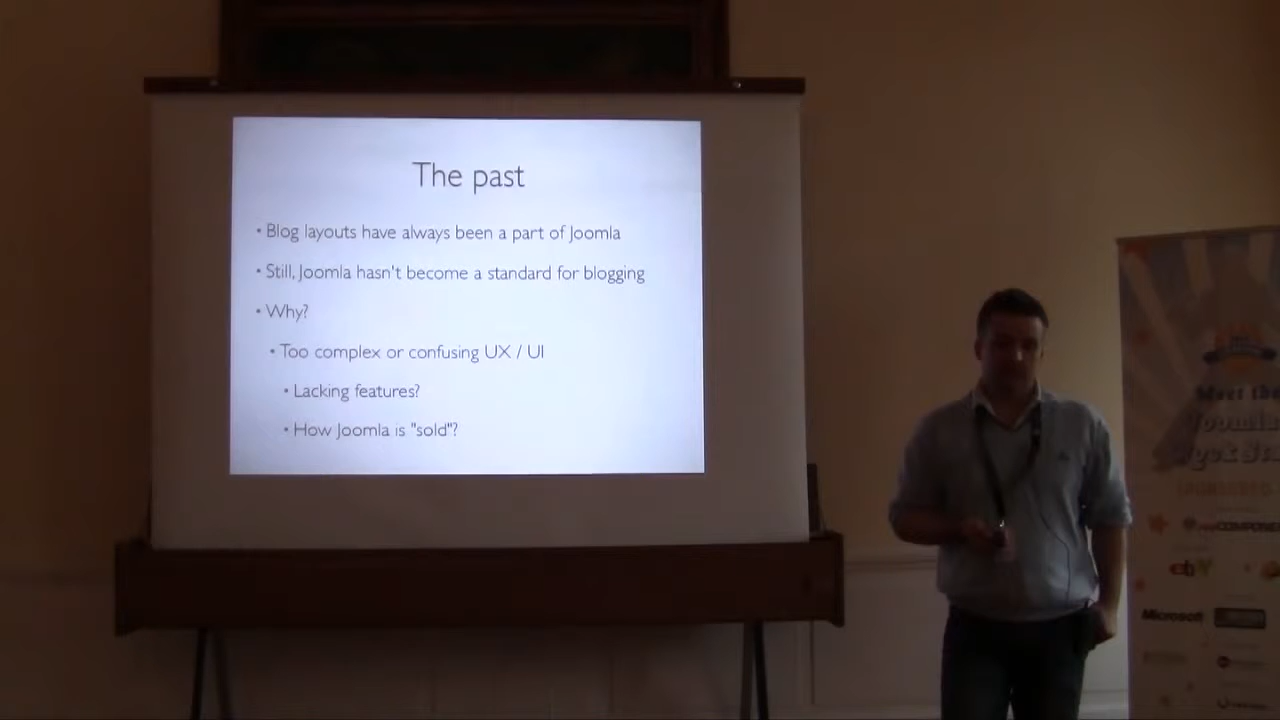 The past
• Blog layouts have always been a part of Joomla
• Still, Joomla hasn't become a standard for blogging
• Why?
• Too complex or confusing UX / UI
• Lacking features?
• How Joomla is "sold"?
Meet the
ebay
Microsoft